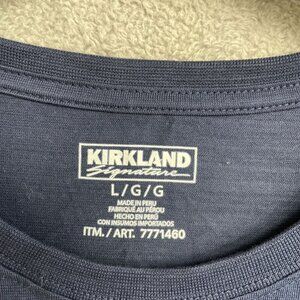 KIRKLAND
Signature
L/G/G
MADE IN PERU
FABRIQUÉ AU PÉROU
HECHO EN PERÚ
CON INSUMOS IMPORTADOS
ITM. / ART. 7771460